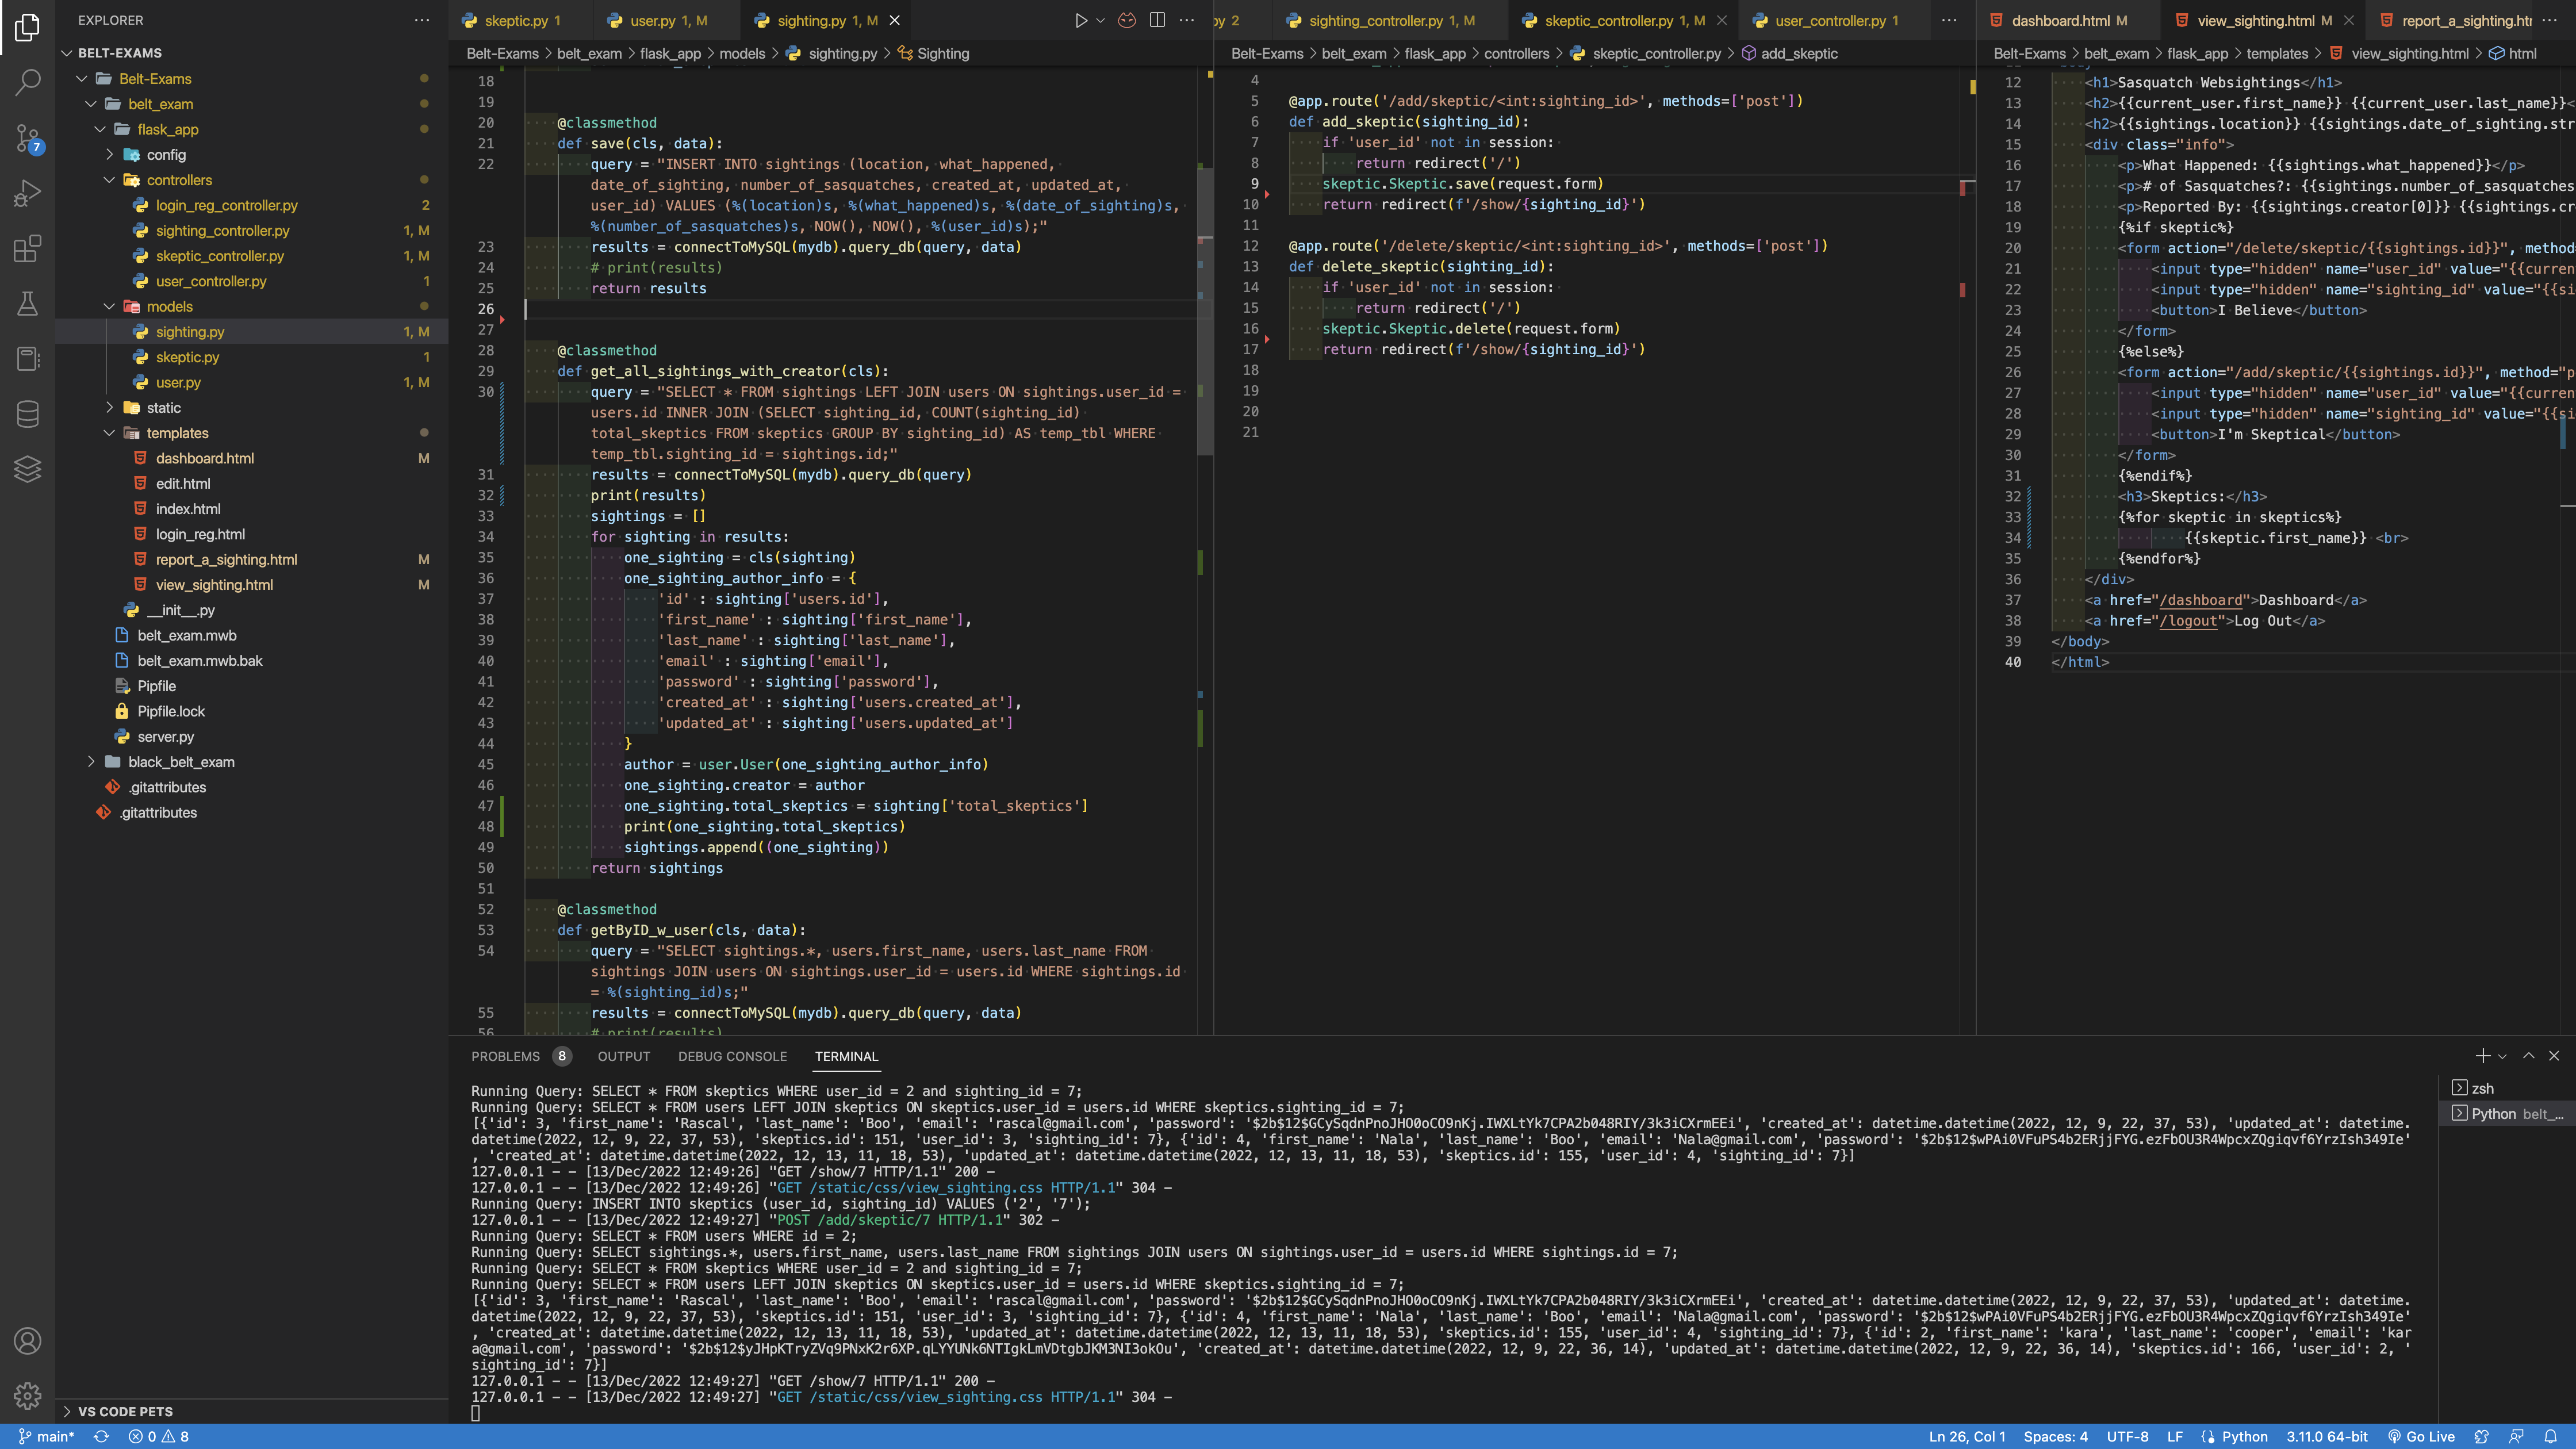 EXPLORER
BELT-EXAMS
Belt-Exams
belt_exam
flask_app
config
controllers
login_reg_controller.py 2
sighting_controller.py 1, M
skeptic_controller.py 1, M
user_controller.py 1
models
sighting.py 1, M
skeptic.py 1
user.py 1, M
static
templates
dashboard.html M
edit.html
index.html
login_reg.html
report_a_sighting.html M
view_sighting.html M
__init__.py
belt_exam.mwb
belt_exam.mwb.bak
Pipfile
Pipfile.lock
server.py
black_belt_exam
.gitattributes
.gitattributes
VS CODE PETS
7
skeptic.py 1 user.py 1, M sighting.py 1, M
Belt-Exams > belt_exam > flask_app > models > sighting.py > Sighting
18
19
20 @classmethod
21 def save(cls, data):
22 query = "INSERT INTO sightings (location, what_happened,
date_of_sighting, number_of_sasquatches, created_at, updated_at,
user_id) VALUES (%(location)s, %(what_happened)s, %(date_of_sighting)s,
%(number_of_sasquatches)s, NOW(), NOW(), %(user_id)s);"
23 results = connectToMySQL(mydb).query_db(query, data)
24 # print(results)
25 return results
26
27
28 @classmethod
29 def get_all_sightings_with_creator(cls):
30 query = "SELECT * FROM sightings LEFT JOIN users ON sightings.user_id =
users.id INNER JOIN (SELECT sighting_id, COUNT(sighting_id)
total_skeptics FROM skeptics GROUP BY sighting_id) AS temp_tbl WHERE
temp_tbl.sighting_id = sightings.id;"
31 results = connectToMySQL(mydb).query_db(query)
32 print(results)
33 sightings = []
34 for sighting in results:
35 one_sighting = cls(sighting)
36 one_sighting_author_info = {
37 'id' : sighting['users.id'],
38 'first_name' : sighting['first_name'],
39 'last_name' : sighting['last_name'],
40 'email' : sighting['email'],
41 'password' : sighting['password'],
42 'created_at' : sighting['users.created_at'],
43 'updated_at' : sighting['users.updated_at']
44 }
45 author = user.User(one_sighting_author_info)
46 one_sighting.creator = author
47 one_sighting.total_skeptics = sighting['total_skeptics']
48 print(one_sighting.total_skeptics)
49 sightings.append((one_sighting))
50 return sightings
51
52 @classmethod
53 def getByID_w_user(cls, data):
54 query = "SELECT sightings.*, users.first_name, users.last_name FROM
sightings JOIN users ON sightings.user_id = users.id WHERE sightings.id
= %(sighting_id)s;"
55 results = connectToMySQL(mydb).query_db(query, data)
56 # print(results)
py 2 sighting_controller.py 1, M skeptic_controller.py 1, M user_controller.py 1
Belt-Exams > belt_exam > flask_app > controllers > skeptic_controller.py > add_skeptic
4
5 @app.route('/add/skeptic/<int:sighting_id>', methods=['post'])
6 def add_skeptic(sighting_id):
7 if 'user_id' not in session:
8 return redirect('/')
9 skeptic.Skeptic.save(request.form)
10 return redirect(f'/show/{sighting_id}')
11
12 @app.route('/delete/skeptic/<int:sighting_id>', methods=['post'])
13 def delete_skeptic(sighting_id):
14 if 'user_id' not in session:
15 return redirect('/')
16 skeptic.Skeptic.delete(request.form)
17 return redirect(f'/show/{sighting_id}')
18
19
20
21
dashboard.html M view_sighting.html M report_a_sighting.htm
Belt-Exams > belt_exam > flask_app > templates > view_sighting.html > html
12 <h1>Sasquatch Websightings</h1>
13 <h2>{{current_user.first_name}} {{current_user.last_name}}<
14 <h2>{{sightings.location}} {{sightings.date_of_sighting.str
15 <div class="info">
16 <p>What Happened: {{sightings.what_happened}}</p>
17 <p># of Sasquatches?: {{sightings.number_of_sasquatches
18 <p>Reported By: {{sightings.creator[0]}} {{sightings.cr
19 {%if skeptic%}
20 <form action="/delete/skeptic/{{sightings.id}}", method=
21 <input type="hidden" name="user_id" value="{{curren
22 <input type="hidden" name="sighting_id" value="{{si
23 <button>I Believe</button>
24 </form>
25 {%else%}
26 <form action="/add/skeptic/{{sightings.id}}", method="p
27 <input type="hidden" name="user_id" value="{{curren
28 <input type="hidden" name="sighting_id" value="{{si
29 <button>I'm Skeptical</button>
30 </form>
31 {%endif%}
32 <h3>Skeptics:</h3>
33 {%for skeptic in skeptics%}
34 {{skeptic.first_name}} <br>
35 {%endfor%}
36 </div>
37 <a href="/dashboard">Dashboard</a>
38 <a href="/logout">Log Out</a>
39 </body>
40 </html>
PROBLEMS 8 OUTPUT DEBUG CONSOLE TERMINAL
Running Query: SELECT * FROM skeptics WHERE user_id = 2 and sighting_id = 7;
Running Query: SELECT * FROM users LEFT JOIN skeptics ON skeptics.user_id = users.id WHERE skeptics.sighting_id = 7;
[{'id': 3, 'first_name': 'Rascal', 'last_name': 'Boo', 'email': 'rascal@gmail.com', 'password': '$2b$12$GCySqdnPnoJHO0oCO9nKj.IWXLtYk7CPA2b048RIY/3k3iCXrmEEi', 'created_at': datetime.datetime(2022, 12, 9, 22, 37, 53), 'updated_at': datetime.
datetime(2022, 12, 9, 22, 37, 53), 'skeptics.id': 151, 'user_id': 3, 'sighting_id': 7}, {'id': 4, 'first_name': 'Nala', 'last_name': 'Boo', 'email': 'Nala@gmail.com', 'password': '$2b$12$wPAi0VFuPS4b2ERjjFYG.ezFbOU3R4WpcxZQgiqvf6YrzIsh349Ie'
, 'created_at': datetime.datetime(2022, 12, 13, 11, 18, 53), 'updated_at': datetime.datetime(2022, 12, 13, 11, 18, 53), 'skeptics.id': 155, 'user_id': 4, 'sighting_id': 7}]
127.0.0.1 - - [13/Dec/2022 12:49:26] "GET /show/7 HTTP/1.1" 200 -
127.0.0.1 - - [13/Dec/2022 12:49:26] "GET /static/css/view_sighting.css HTTP/1.1" 304 -
Running Query: INSERT INTO skeptics (user_id, sighting_id) VALUES ('2', '7');
127.0.0.1 - - [13/Dec/2022 12:49:27] "POST /add/skeptic/7 HTTP/1.1" 302 -
Running Query: SELECT * FROM users WHERE id = 2;
Running Query: SELECT sightings.*, users.first_name, users.last_name FROM sightings JOIN users ON sightings.user_id = users.id WHERE sightings.id = 7;
Running Query: SELECT * FROM skeptics WHERE user_id = 2 and sighting_id = 7;
Running Query: SELECT * FROM users LEFT JOIN skeptics ON skeptics.user_id = users.id WHERE skeptics.sighting_id = 7;
[{'id': 3, 'first_name': 'Rascal', 'last_name': 'Boo', 'email': 'rascal@gmail.com', 'password': '$2b$12$GCySqdnPnoJHO0oCO9nKj.IWXLtYk7CPA2b048RIY/3k3iCXrmEEi', 'created_at': datetime.datetime(2022, 12, 9, 22, 37, 53), 'updated_at': datetime.
datetime(2022, 12, 9, 22, 37, 53), 'skeptics.id': 151, 'user_id': 3, 'sighting_id': 7}, {'id': 4, 'first_name': 'Nala', 'last_name': 'Boo', 'email': 'Nala@gmail.com', 'password': '$2b$12$wPAi0VFuPS4b2ERjjFYG.ezFbOU3R4WpcxZQgiqvf6YrzIsh349Ie'
, 'created_at': datetime.datetime(2022, 12, 13, 11, 18, 53), 'updated_at': datetime.datetime(2022, 12, 13, 11, 18, 53), 'skeptics.id': 155, 'user_id': 4, 'sighting_id': 7}, {'id': 2, 'first_name': 'kara', 'last_name': 'cooper', 'email': 'kar
a@gmail.com', 'password': '$2b$12$yJHpKTryZVq9PNxK2r6XP.qLYYUNk6NTIgkLmVDtgbJKM3NI3okOu', 'created_at': datetime.datetime(2022, 12, 9, 22, 36, 14), 'updated_at': datetime.datetime(2022, 12, 9, 22, 36, 14), 'skeptics.id': 166, 'user_id': 2, '
sighting_id': 7}]
127.0.0.1 - - [13/Dec/2022 12:49:27] "GET /show/7 HTTP/1.1" 200 -
127.0.0.1 - - [13/Dec/2022 12:49:27] "GET /static/css/view_sighting.css HTTP/1.1" 304 -
zsh
Python belt_...
main* 0 8 Ln 26, Col 1 Spaces: 4 UTF-8 LF Python 3.11.0 64-bit Go Live